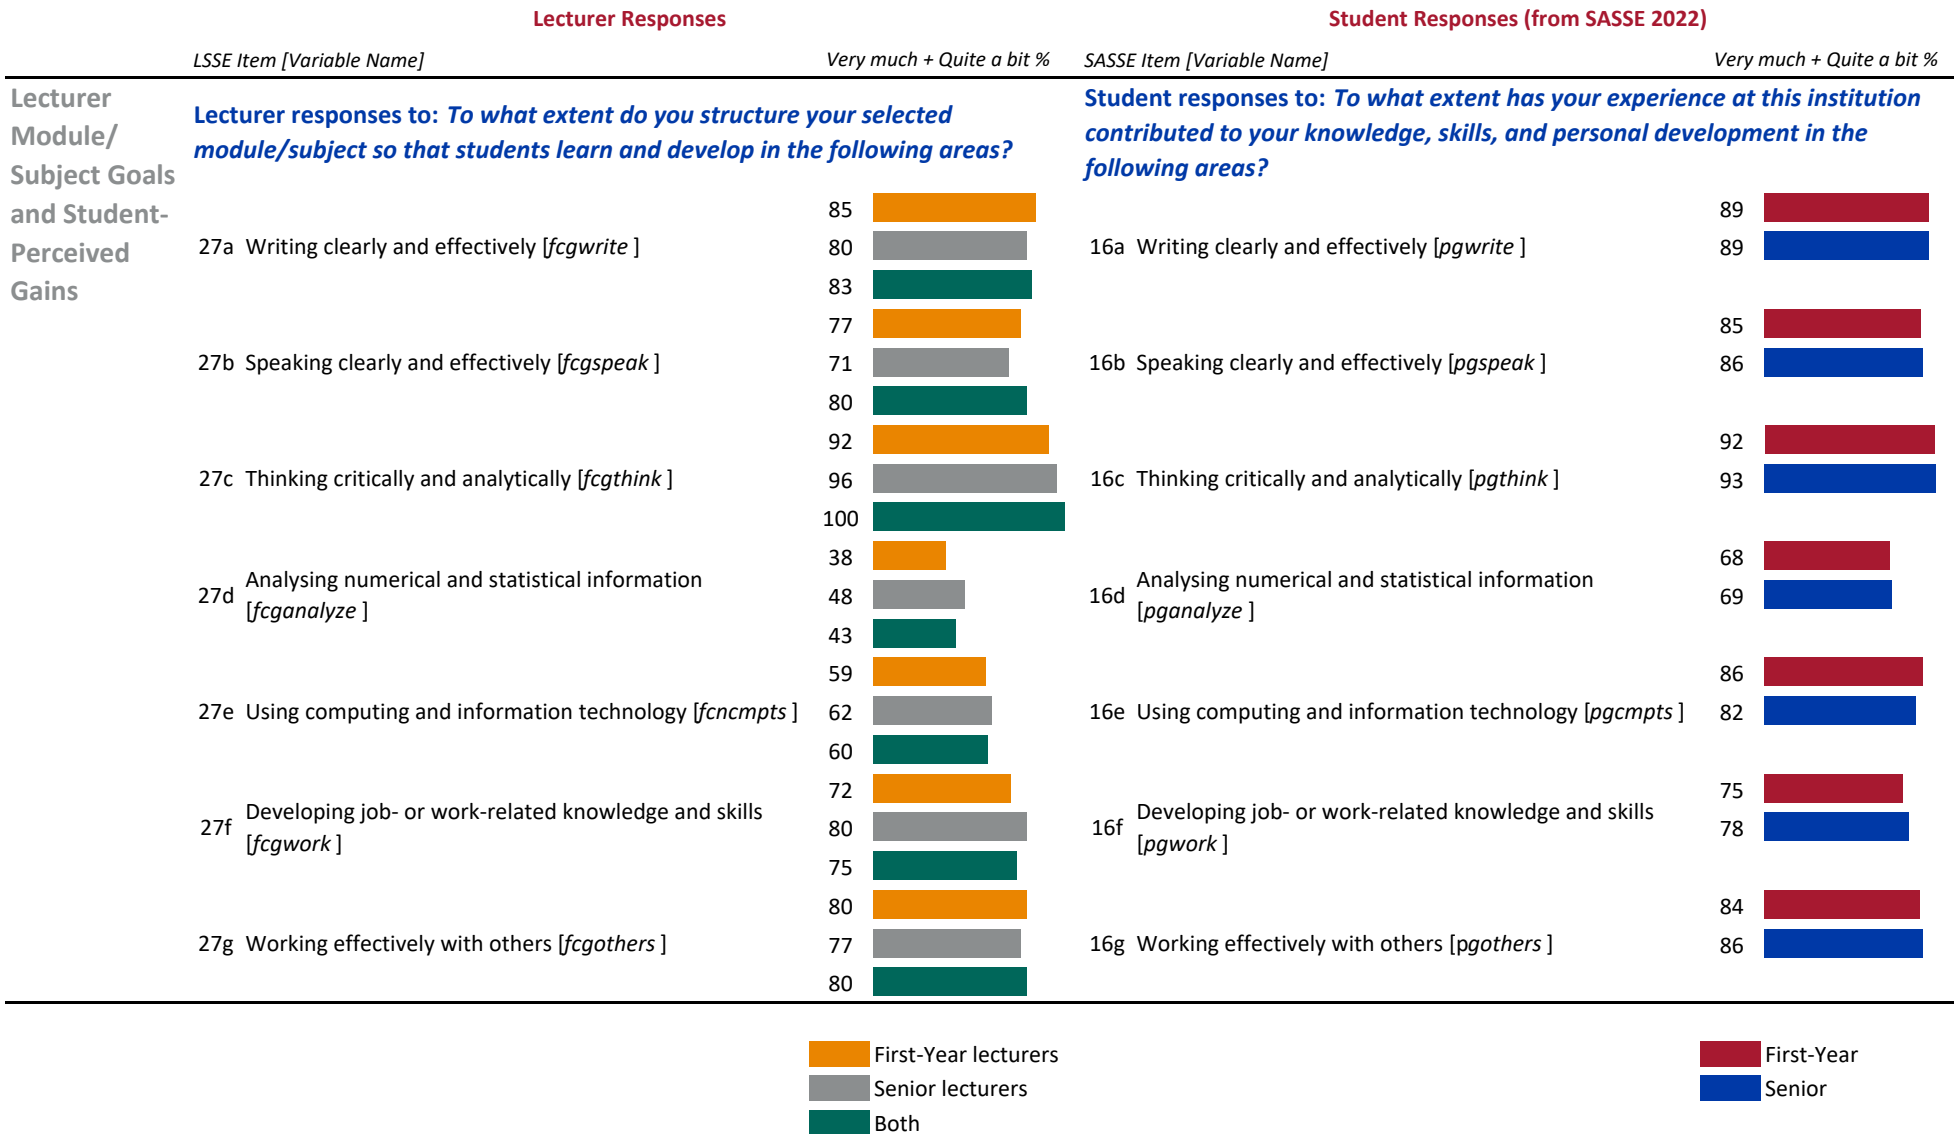 Lecturer Responses
Student Responses (from SASSE 2022)
LSSE Item [Variable Name]
Very much + Quite a bit %
SASSE Item [Variable Name]
Very much + Quite a bit %
Lecturer
Module/
Subject Goals
and Student-
Perceived
Gains
Lecturer responses to: To what extent do you structure your selected
module/subject so that students learn and develop in the following areas?
Student responses to: To what extent has your experience at this institution
contributed to your knowledge, skills, and personal development in the
following areas?
27a Writing clearly and effectively [fcgwrite ]
85
80
83
16a Writing clearly and effectively [pgwrite ]
89
89
27b Speaking clearly and effectively [fcgspeak ]
77
71
80
16b Speaking clearly and effectively [pgspeak ]
85
86
27c Thinking critically and analytically [fcgthink ]
92
96
100
16c Thinking critically and analytically [pgthink ]
92
93
27d Analysing numerical and statistical information
[fcganalyze ]
38
48
43
16d Analysing numerical and statistical information
[pganalyze ]
68
69
27e Using computing and information technology [fcncmpts ]
59
62
60
16e Using computing and information technology [pgcmpts ]
86
82
27f Developing job- or work-related knowledge and skills
[fcgwork ]
72
80
75
16f Developing job- or work-related knowledge and skills
[pgwork ]
75
78
27g Working effectively with others [fcgothers ]
80
77
80
16g Working effectively with others [pgothers ]
84
86
First-Year lecturers
Senior lecturers
Both
First-Year
Senior